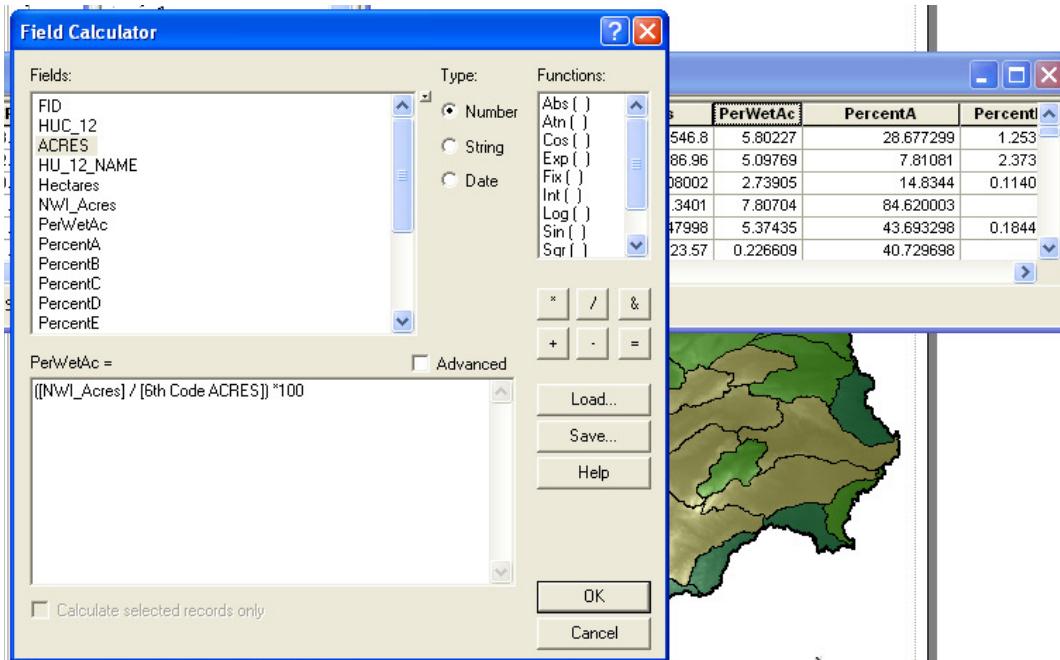 Field Calculator
Fields:
Type:
Functions:
FID
HUC_12
ACRES
HU_12_NAME
Hectares
NWI_Acres
PerWetAc
PercentA
PercentB
PercentC
PercentD
PercentE
Number
String
Date
Abs ( )
Atn ( )
Cos ( )
Exp ( )
Fix ( )
Int ( )
Log ( )
Sin ( )
Sqr ( )
* / &
+ - =
PerWetAc =
Advanced
([NWI_Acres] / [6th Code ACRES]) *100
Load...
Save...
Help
Calculate selected records only
OK
Cancel
PerWetAc PercentA Percent
546.8 5.80227 28.677299 1.253
86.96 5.09769 7.81081 2.373
08002 2.73905 14.8344 0.1140
.3401 7.80704 84.620003
47998 5.37435 43.693298 0.1844
23.57 0.226609 40.729698